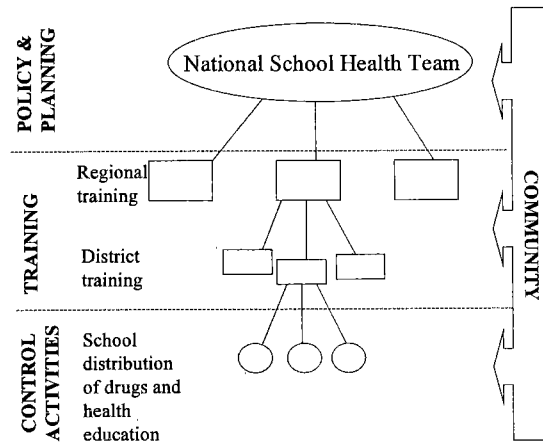 POLICY &
PLANNING
National School Health Team
Regional
training
TRAINING
District
training
COMMUNITY
CONTROL
ACTIVITIES
School
distribution
of drugs and
health
education